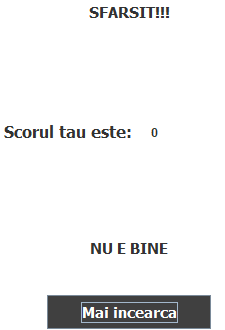 SFARSIT!!!
Scorul tau este: 0
NU E BINE
Mai incearca